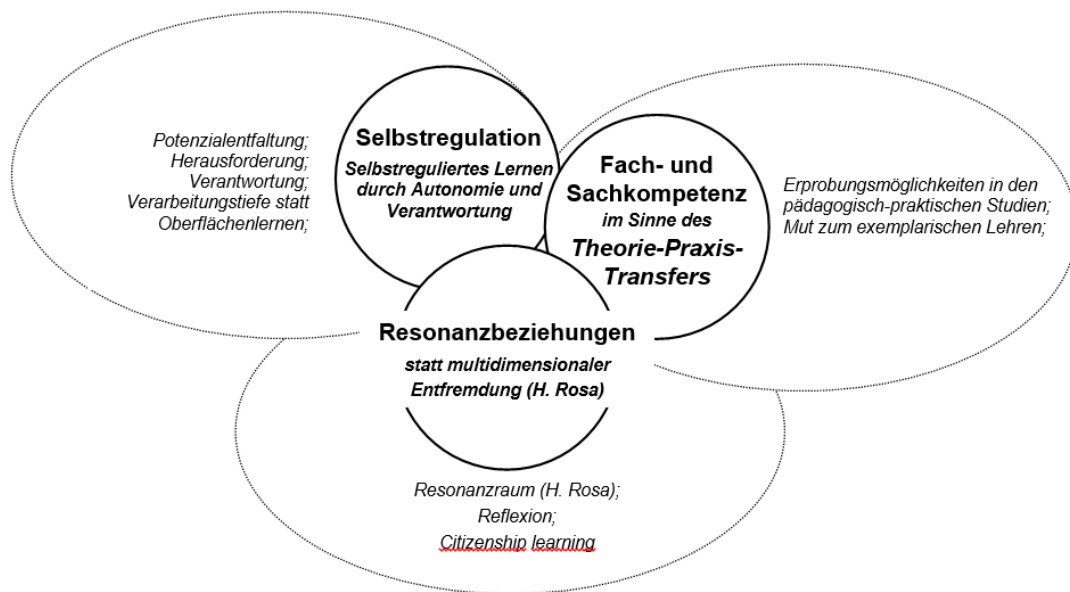 Potenzialentfaltung;
Herausforderung;
Verantwortung;
Verarbeitungstiefe statt
Oberflächenlernen;
Selbstregulation
Selbstreguliertes Lernen
durch Autonomie und
Verantwortung
Fach- und
Sachkompetenz
im Sinne des
Theorie-Praxis-
Transfers
Erprobungsmöglichkeiten in den
pädagogisch-praktischen Studien;
Mut zum exemplarischen Lehren;
Resonanzbeziehungen
statt multidimensionaler
Entfremdung (H. Rosa)
Resonanzraum (H. Rosa);
Reflexion;
Citizenship learning